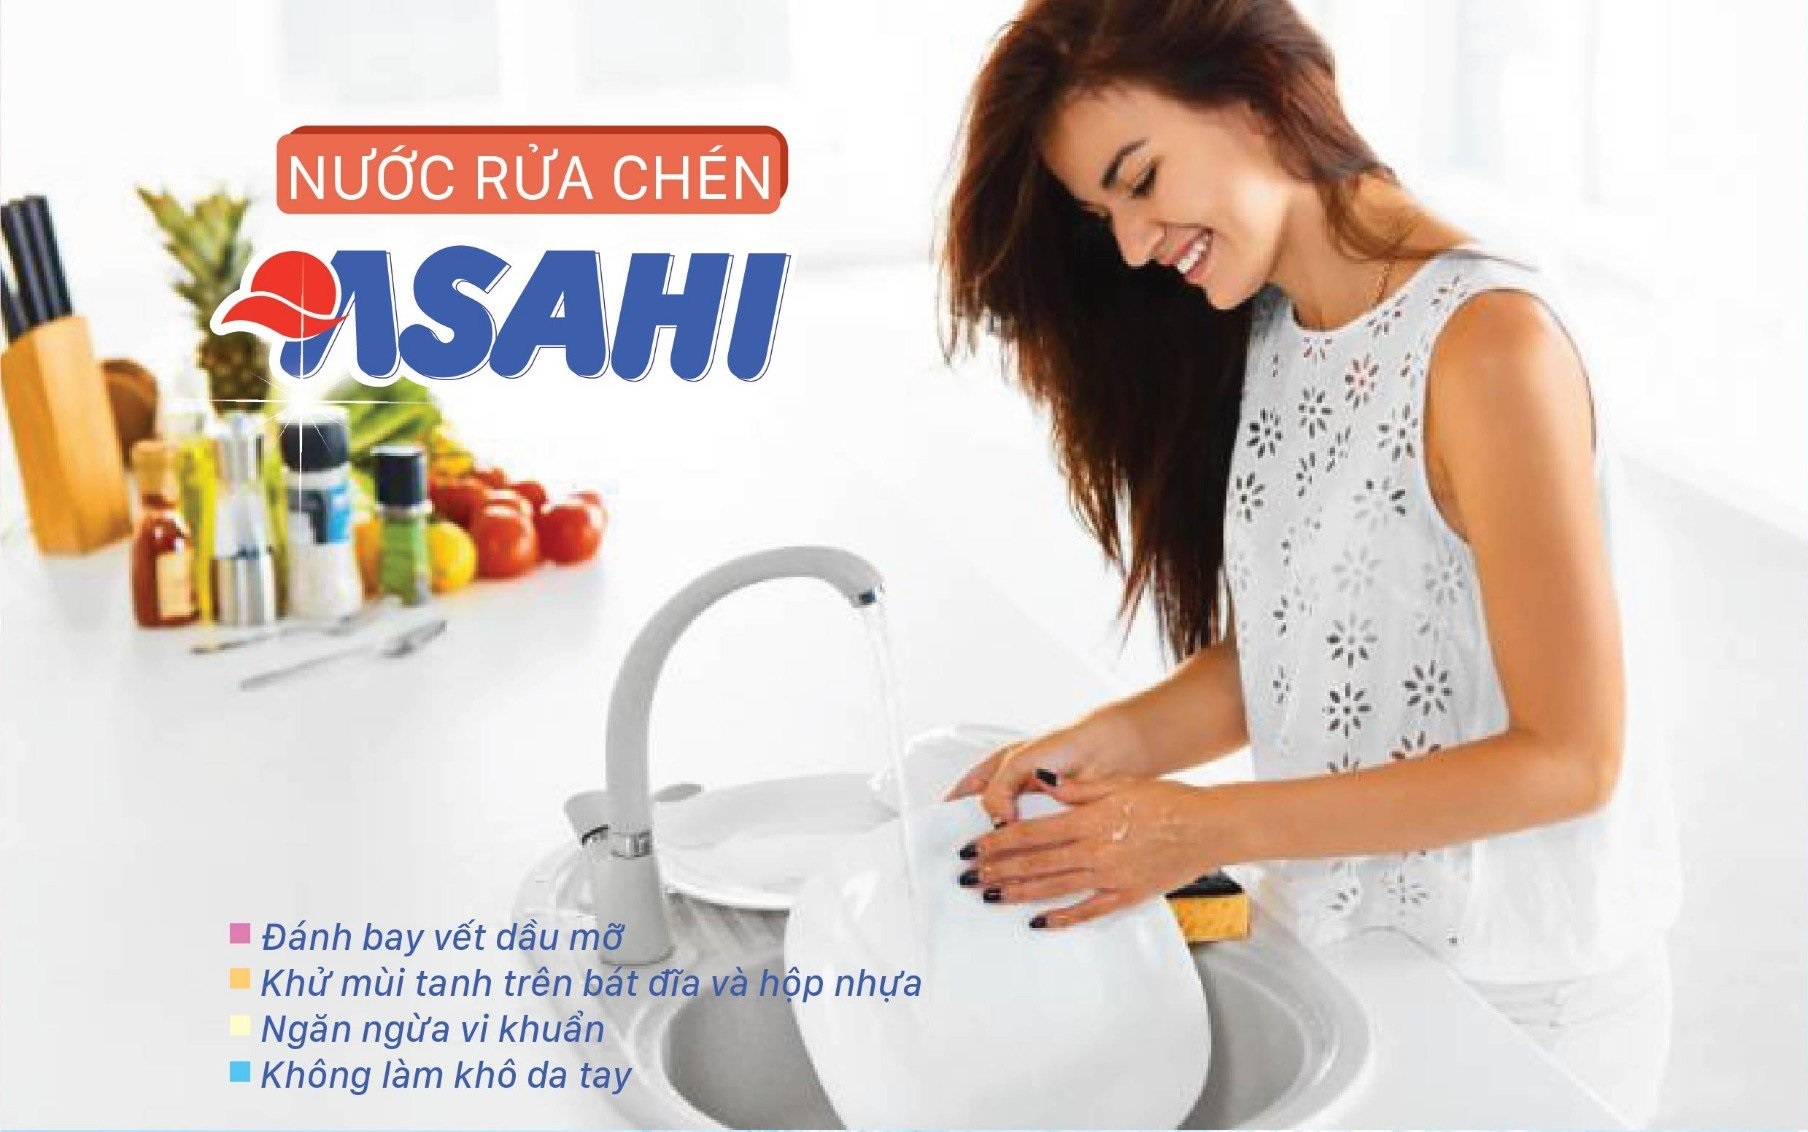 NƯỚC RỬA CHÉN
ASAHI
Đánh bay vết dầu mỡ
Khử mùi tanh trên bát đĩa và hộp nhựa
Ngăn ngừa vi khuẩn
Không làm khô da tay